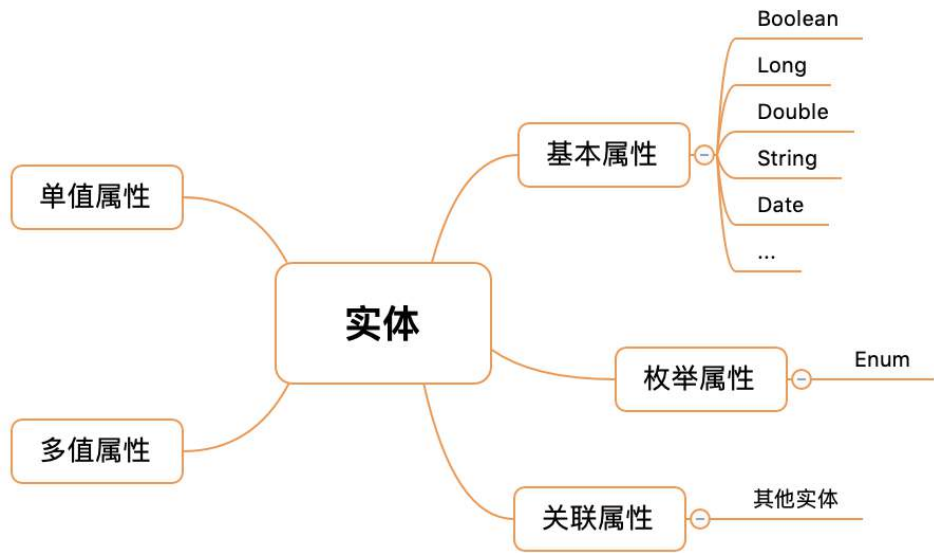 Boolean
Long
Double
String
Date
...
基本属性
单值属性
实体
枚举属性
Enum
多值属性
关联属性
其他实体